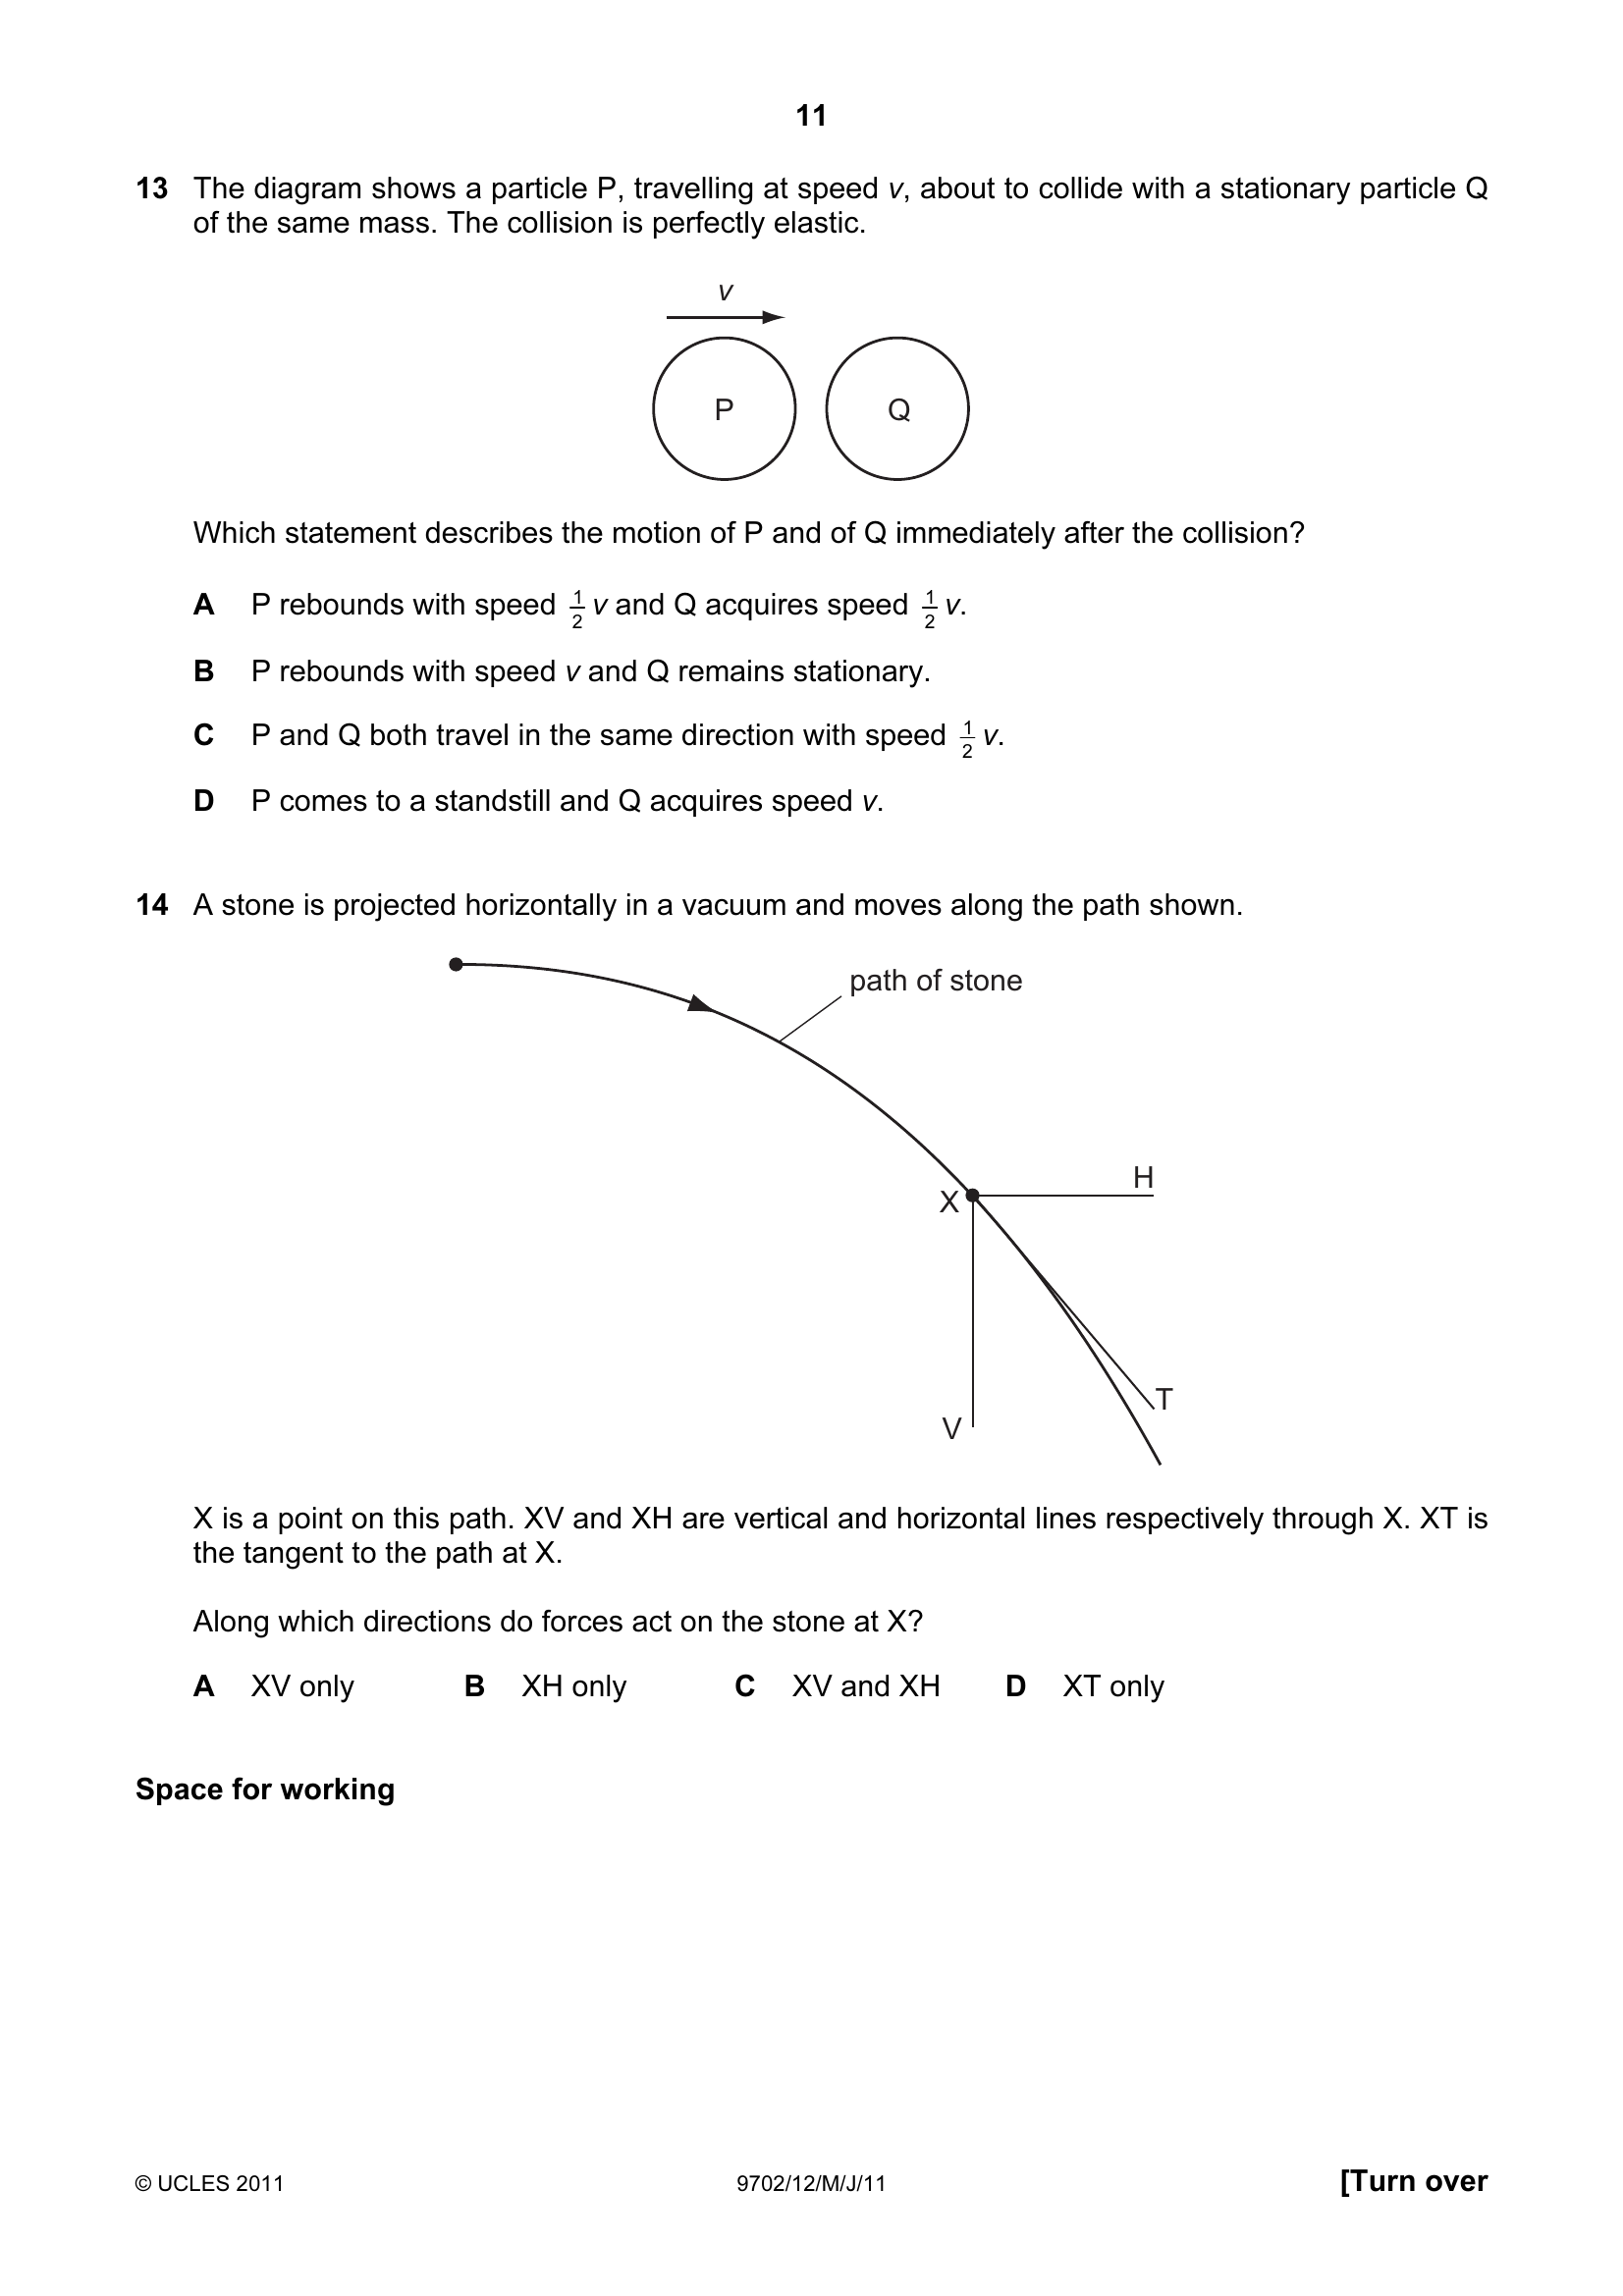 11
13 The diagram shows a particle P, travelling at speed v, about to collide with a stationary particle Q
of the same mass. The collision is perfectly elastic.
v
P Q
Which statement describes the motion of P and of Q immediately after the collision?
A P rebounds with speed 1/2 v and Q acquires speed 1/2 v.
B P rebounds with speed v and Q remains stationary.
C P and Q both travel in the same direction with speed 1/2 v.
D P comes to a standstill and Q acquires speed v.
14 A stone is projected horizontally in a vacuum and moves along the path shown.
path of stone
H
X
T
V
X is a point on this path. XV and XH are vertical and horizontal lines respectively through X. XT is
the tangent to the path at X.
Along which directions do forces act on the stone at X?
A XV only B XH only C XV and XH D XT only
Space for working
© UCLES 2011 9702/12/M/J/11 [Turn over